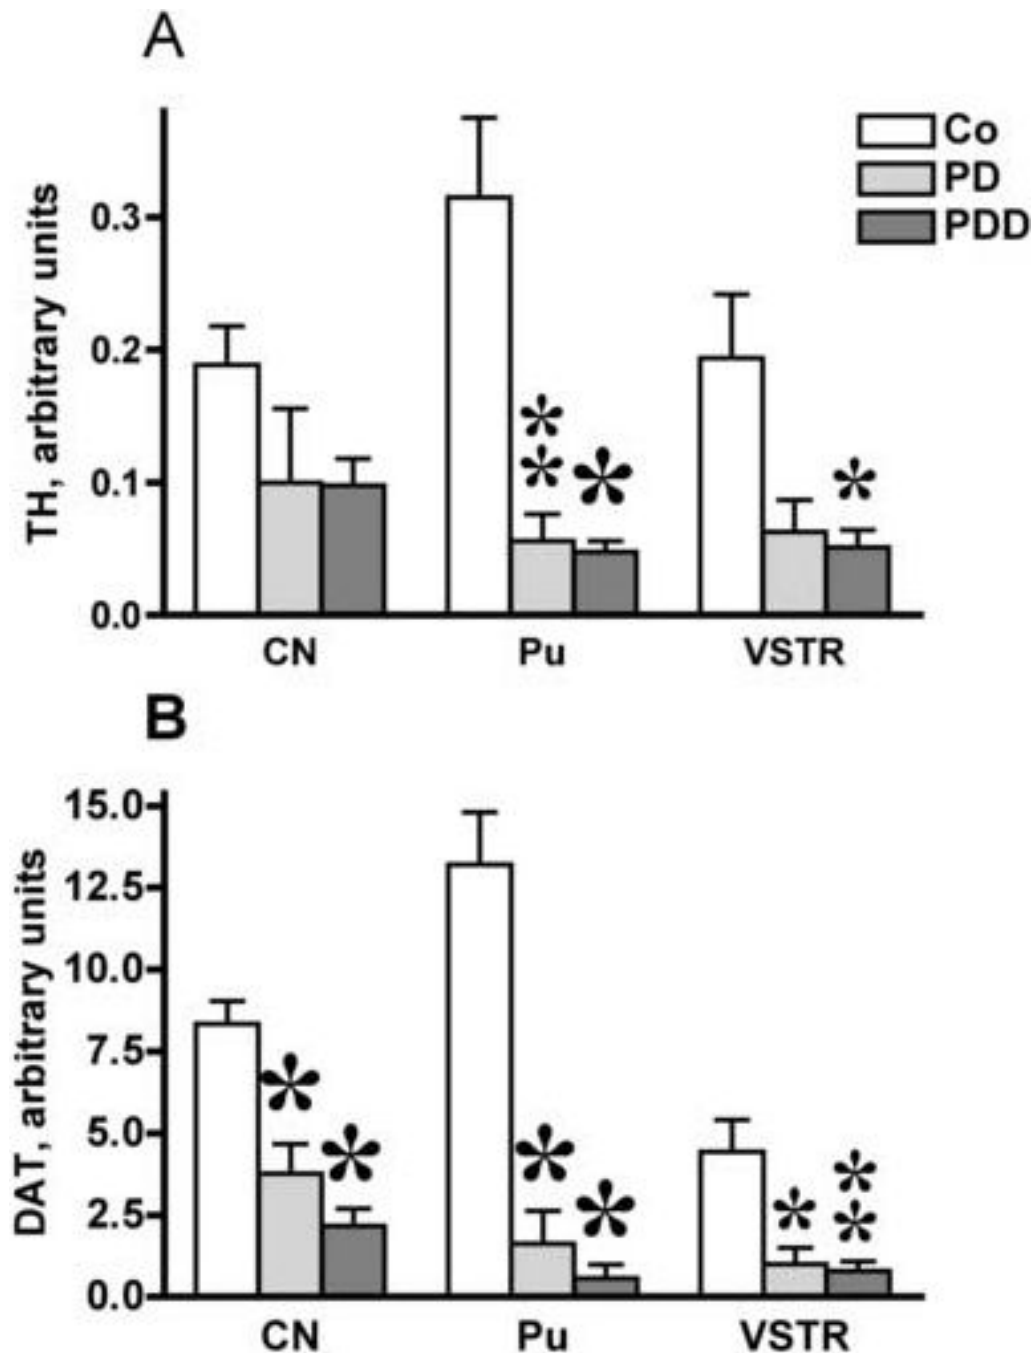 A
Co
PD
PDD
TH, arbitrary units
0.3
0.2
0.1
0.0
CN Pu VSTR
* * * *
B
DAT, arbitrary units
15.0
12.5
10.0
7.5
5.0
2.5
0.0
* * * * * * *
CN Pu VSTR